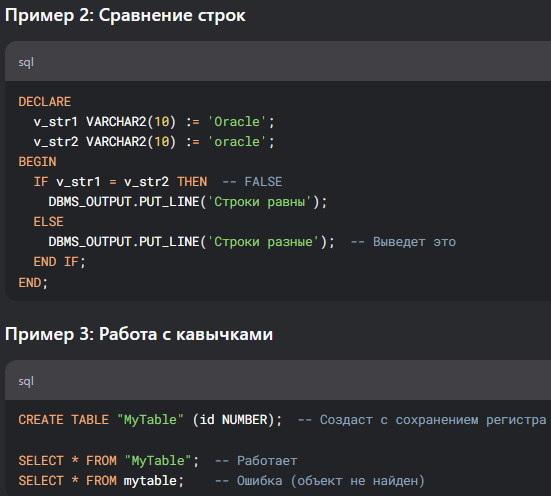 Пример 2: Сравнение строк
sql
DECLARE
  v_str1 VARCHAR2(10) := 'Oracle';
  v_str2 VARCHAR2(10) := 'oracle';
BEGIN
  IF v_str1 = v_str2 THEN  -- FALSE
    DBMS_OUTPUT.PUT_LINE('Строки равны');
  ELSE
    DBMS_OUTPUT.PUT_LINE('Строки разные');  -- Выведет это
  END IF;
END;
Пример 3: Работа с кавычками
sql
CREATE TABLE "MyTable" (id NUMBER);  -- Создаст с сохранением регистра
SELECT * FROM "MyTable";  -- Работает
SELECT * FROM mytable;    -- Ошибка (объект не найден)